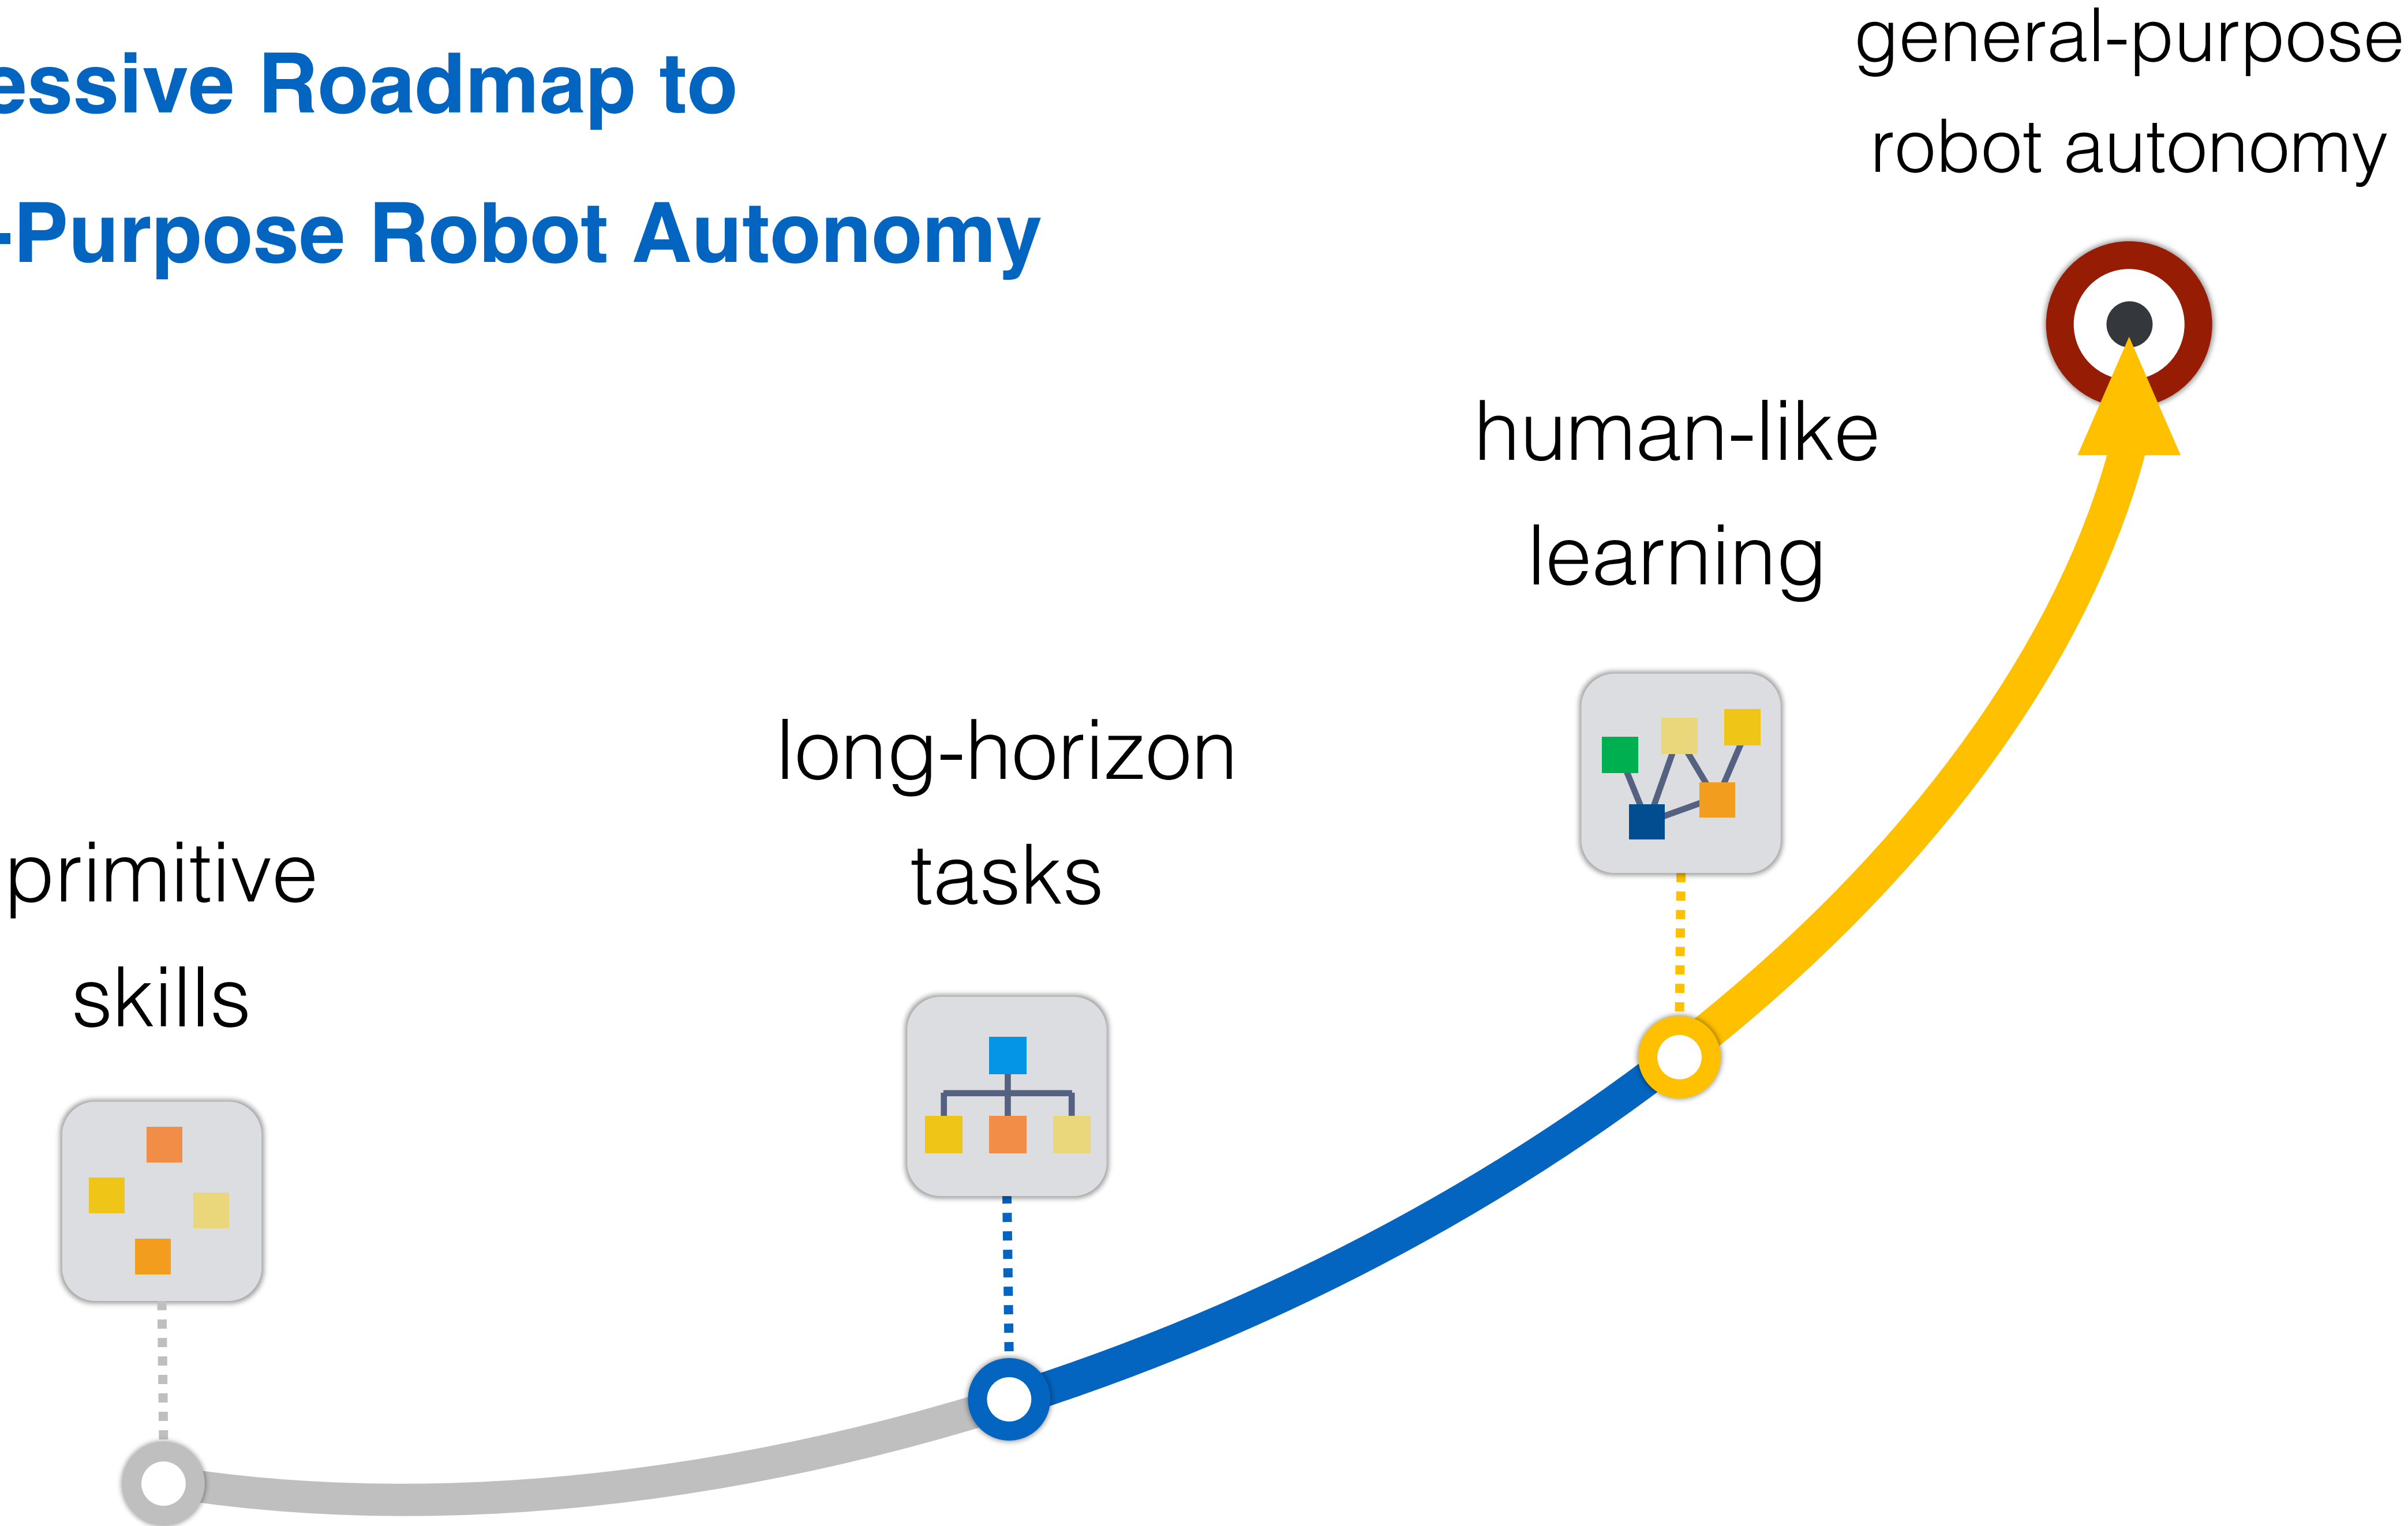 essive Roadmap to
-Purpose Robot Autonomy
general-purpose
robot autonomy
human-like
learning
long-horizon
tasks
primitive
skills